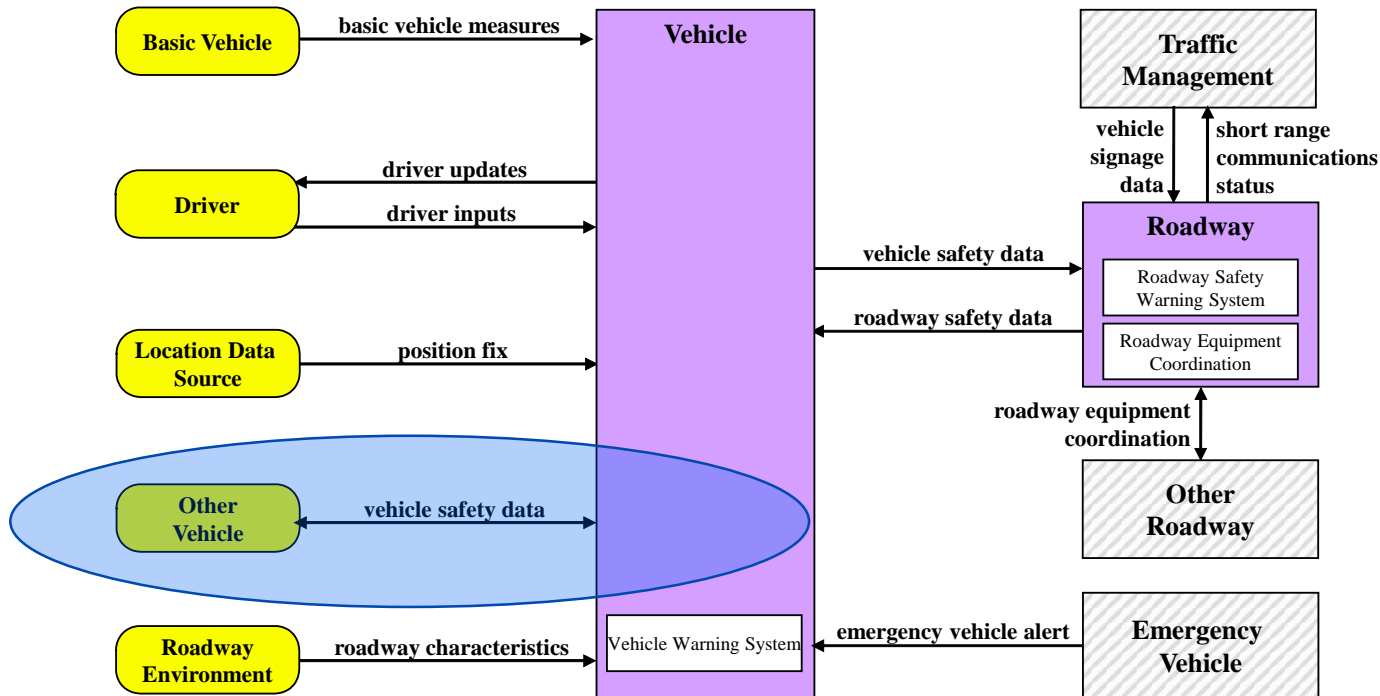 Basic Vehicle
basic vehicle measures
Vehicle
Traffic
Management
vehicle
signage
data
short range
communications
status
driver updates
Driver
driver inputs
Roadway
vehicle safety data
Roadway Safety
Warning System
roadway safety data
Roadway Equipment
Coordination
Location Data
Source
position fix
roadway equipment
coordination
Other
Vehicle
vehicle safety data
Other
Roadway
Vehicle Warning System
emergency vehicle alert
Emergency
Vehicle
Roadway
Environment
roadway characteristics